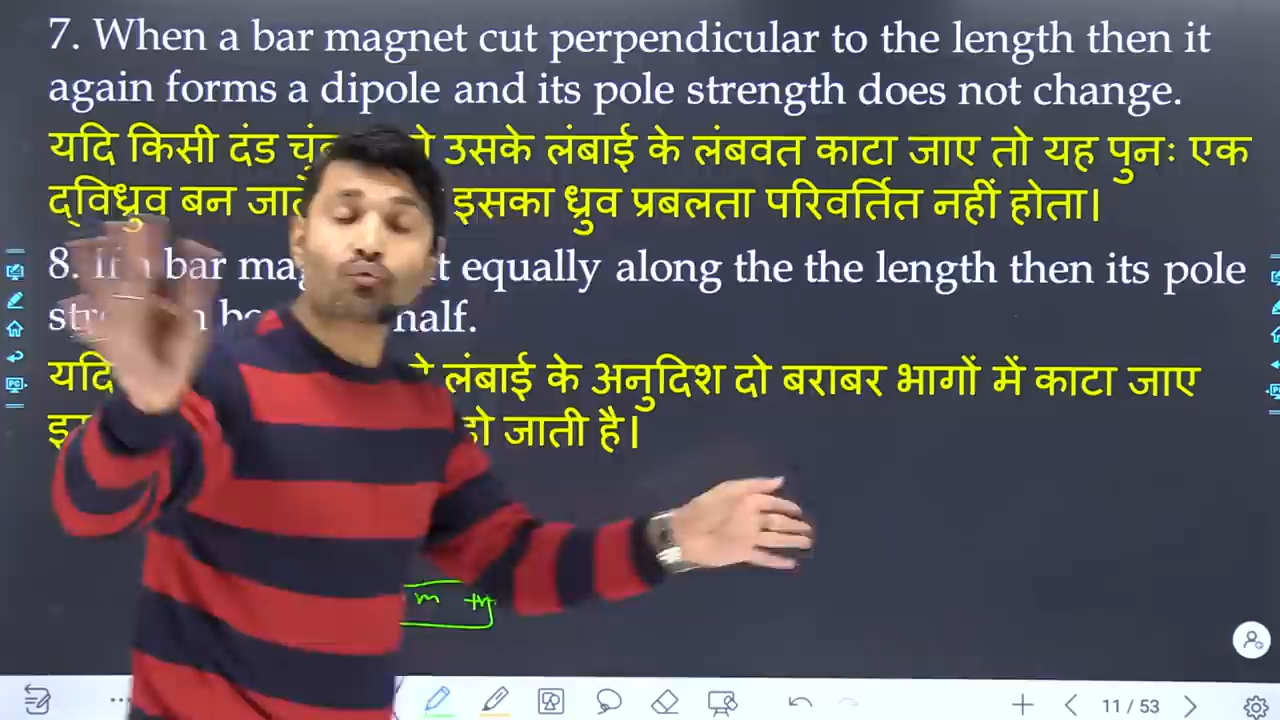 7. When a bar magnet cut perpendicular to the length then it
again forms a dipole and its pole strength does not change.
यदि किसी दंड उसके लंबाई के लंबवत काटा जाए तो यह पुनः एक
द्विध्रुव बन इसका ध्रुव प्रबलता परिवर्तित नहीं होता।
8. bar equally along the the length then its pole
half.
यदि लंबाई के अनुदिश दो बराबर भागों में काटा जाए
हो जाती है।
m +m
11 / 53